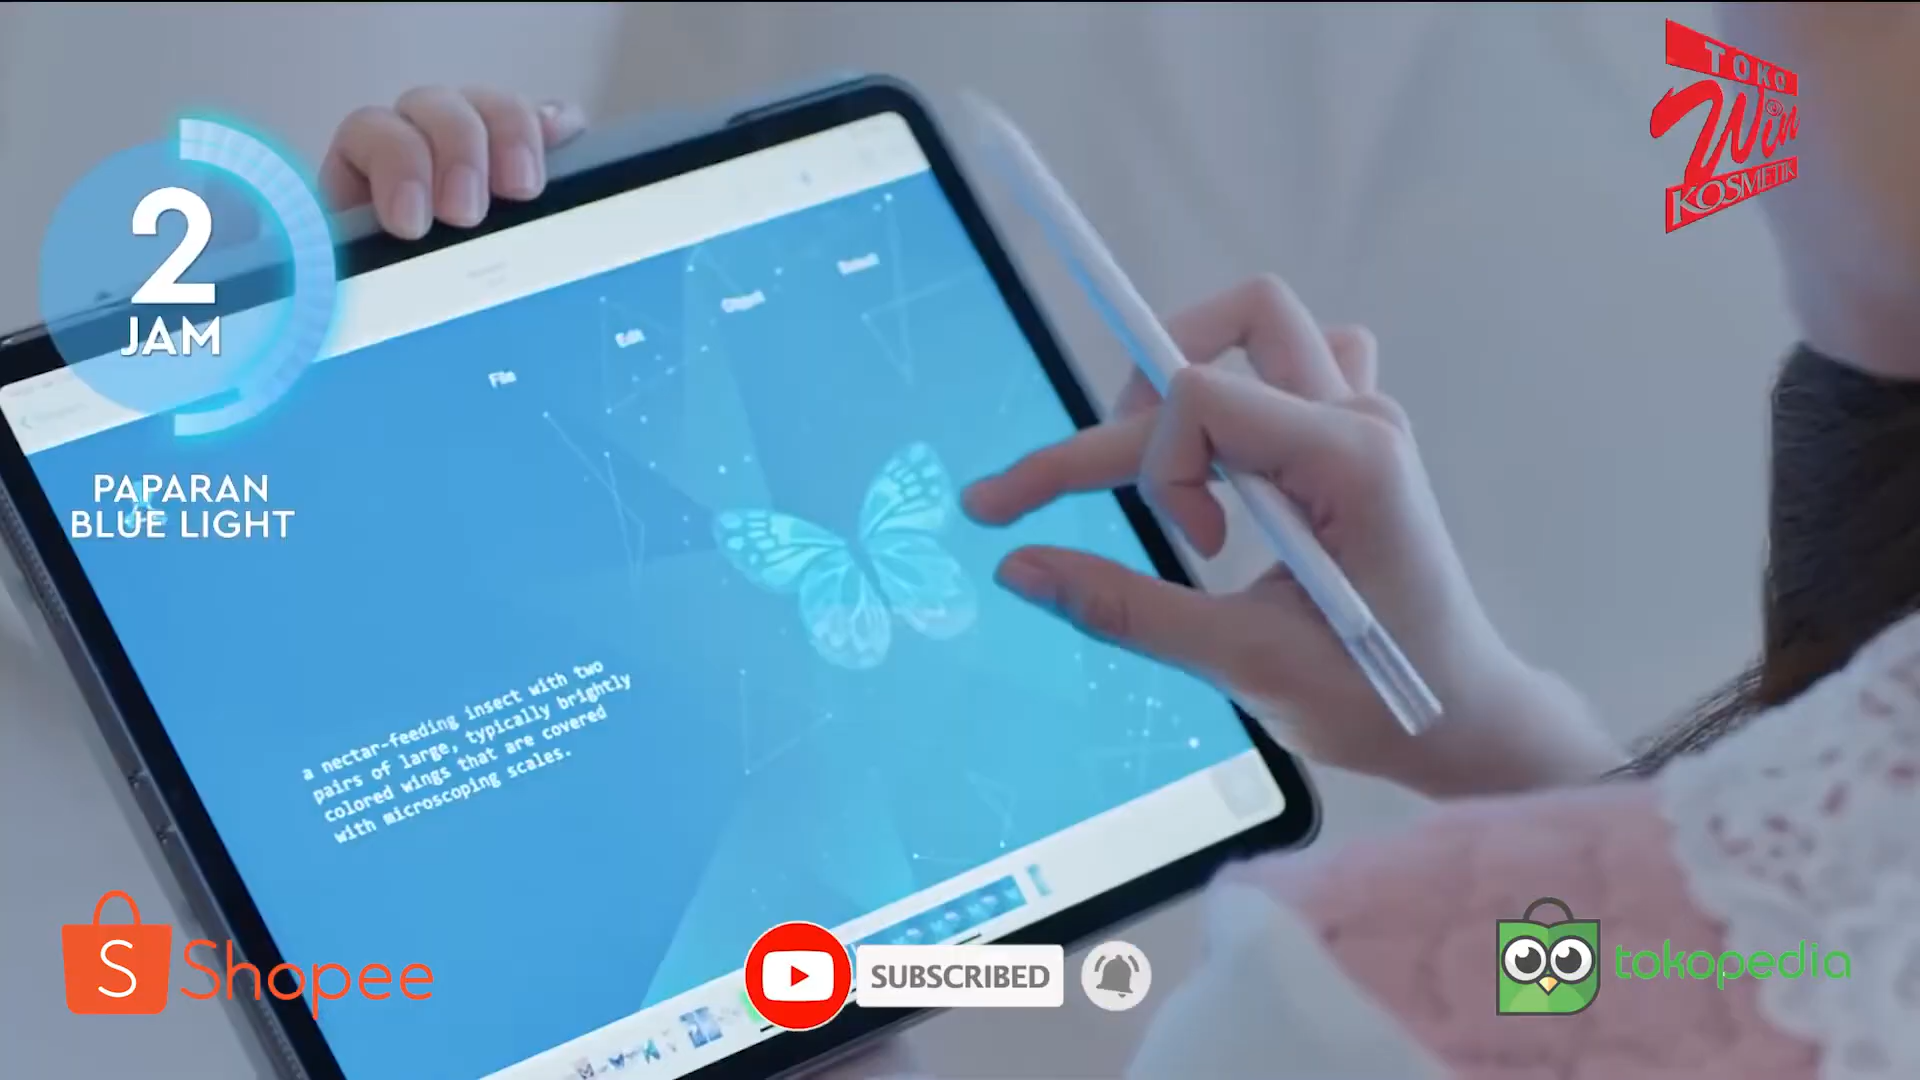 TOKO
Win
KOSMETIK
2
JAM
PAPARAN
BLUE LIGHT
File
Edit
a nectar-feeding insect with two
pairs of large, typically brightly
colored wings that are covered
with microscoping scales.
S Shopee
SUBSCRIBED
tokopedia